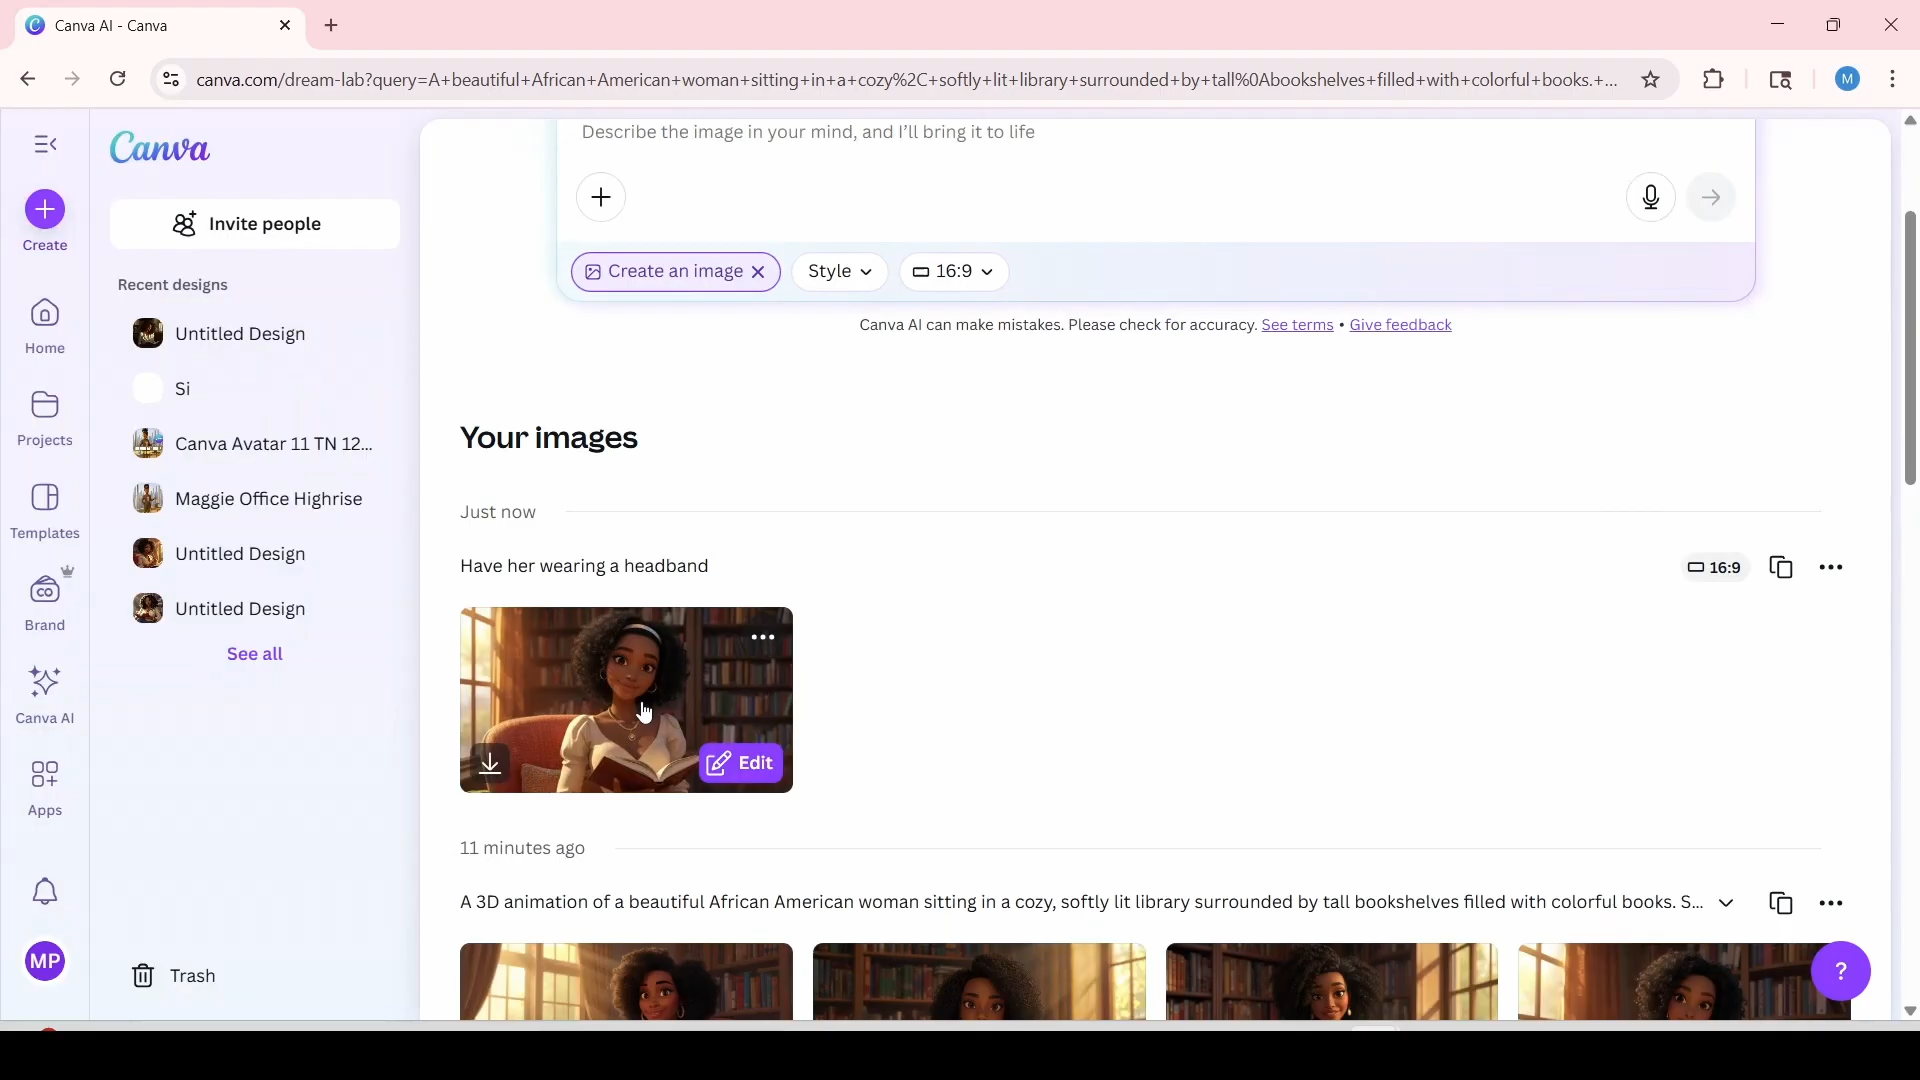 Canva AI - Canva
canva.com/dream-lab?query=A+beautiful+African+American+woman+sitting+in+a+cozy%2C+softly+lit+library+surrounded+by+tall%0Abookshelves+filled+with+colorful+books.+...
M
Canva
Invite people
Create
Recent designs
Untitled Design
Si
Canva Avatar 11 TN 12...
Maggie Office Highrise
Untitled Design
Untitled Design
See all
Home
Projects
Templates
CO
Brand
Canva AI
Apps
MP
Trash
Describe the image in your mind, and I'll bring it to life
Create an image
Style
16:9
Canva AI can make mistakes. Please check for accuracy. See terms • Give feedback
Your images
Just now
Have her wearing a headband
16:9
Edit
11 minutes ago
A 3D animation of a beautiful African American woman sitting in a cozy, softly lit library surrounded by tall bookshelves filled with colorful books. S...
?